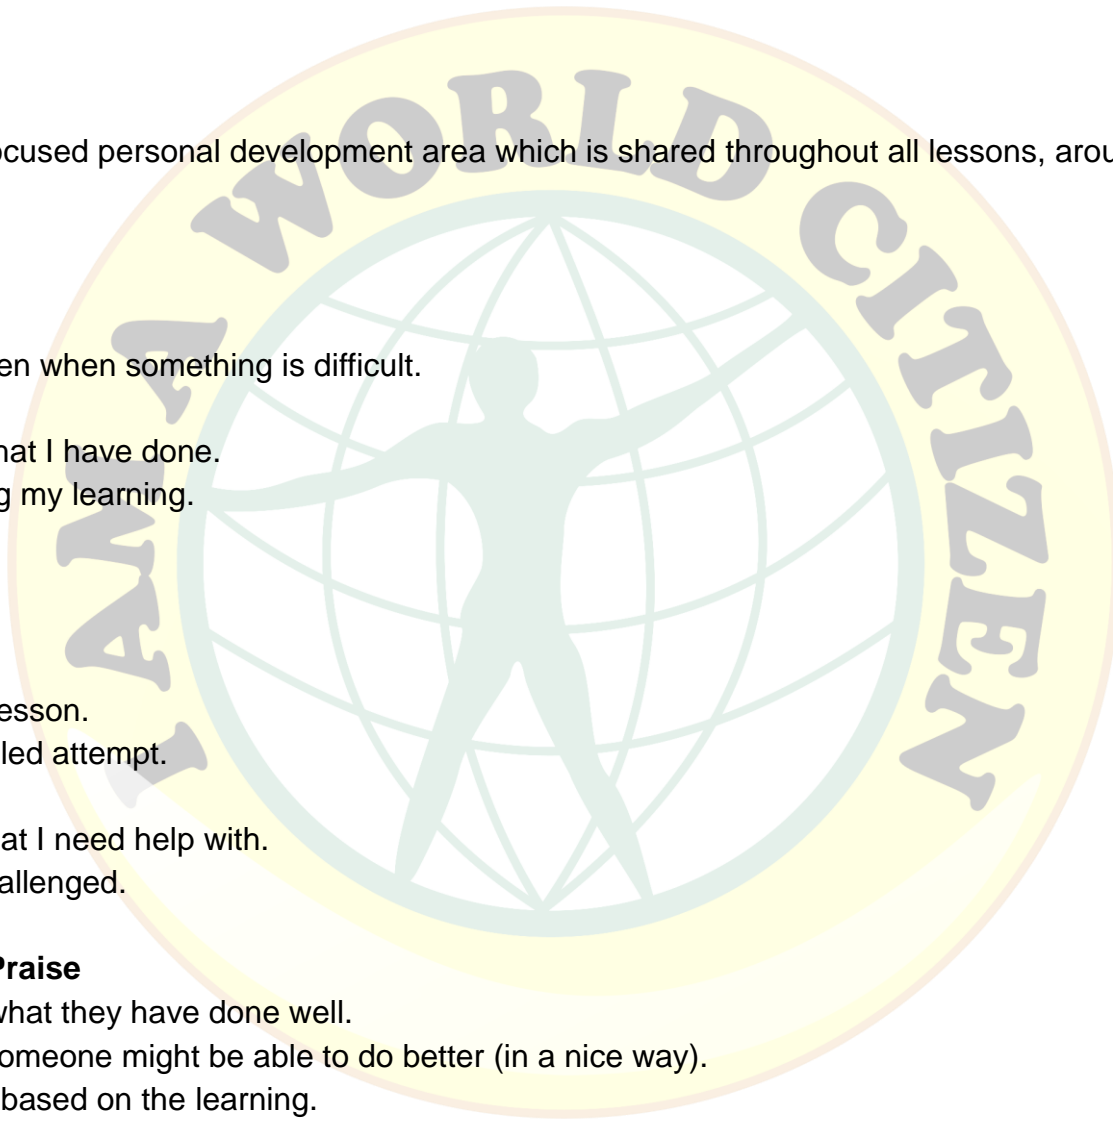 I AM A WORLD CITIZEN
ocused personal development area which is shared throughout all lessons, arou
en when something is difficult.
hat I have done.
g my learning.
esson.
led attempt.
at I need help with.
allenged.
Praise
what they have done well.
omeone might be able to do better (in a nice way).
based on the learning.